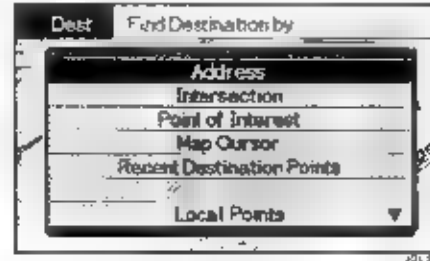 Dest Find Destination by
Address
Intersection
Point of Interest
Map Cursor
Recent Destination Points
Local Points